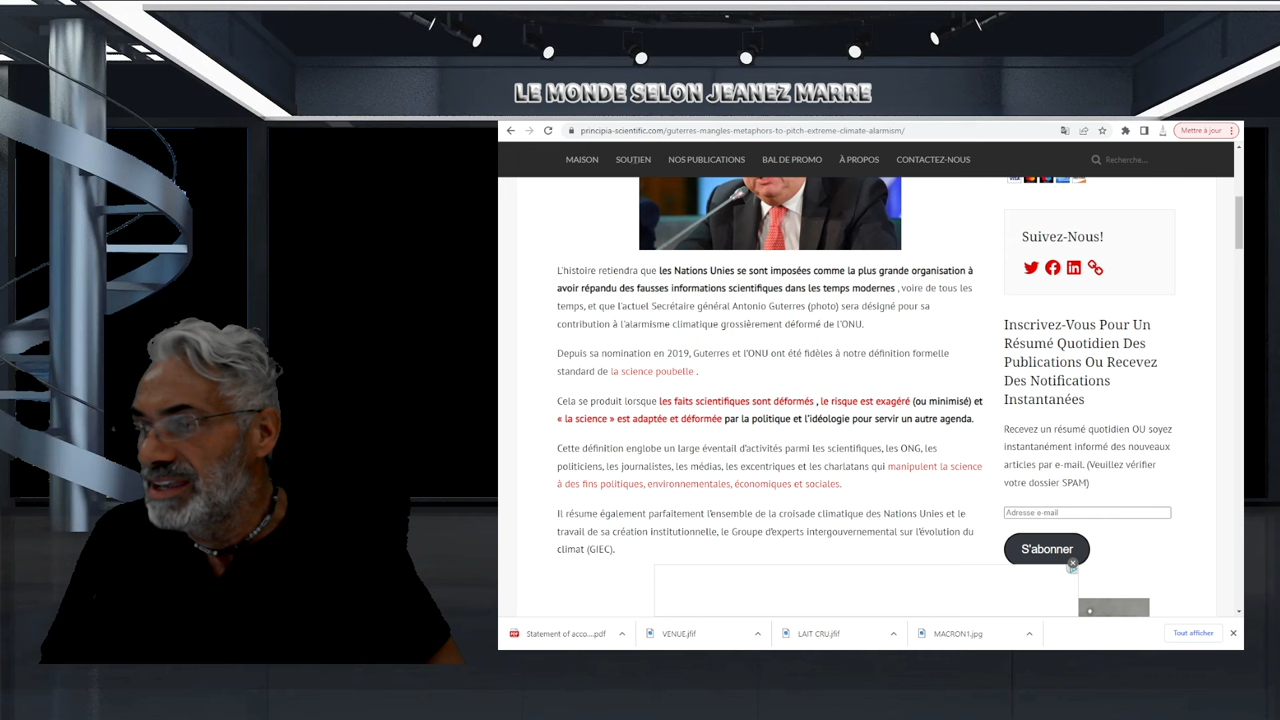 LE MONDE SELON JEANEZ MARRE
principia-scientific.com/guterres-mangles-metaphors-to-pitch-extreme-climate-alarmism/
Mettre à jour
MAISON SOUTIEN NOS PUBLICATIONS BAL DE PROMO À PROPOS CONTACTEZ-NOUS
Recherche...
L'histoire retiendra que les Nations Unies se sont imposées comme la plus grande organisation à
avoir répandu des fausses informations scientifiques dans les temps modernes , voire de tous les
temps, et que l'actuel Secrétaire général Antonio Guterres (photo) sera désigné pour sa
contribution à l'alarmisme climatique grossièrement déformé de l'ONU.
Depuis sa nomination en 2019, Guterres et l'ONU ont été fidèles à notre définition formelle
standard de la science poubelle .
Cela se produit lorsque les faits scientifiques sont déformés , le risque est exagéré (ou minimisé) et
« la science » est adaptée et déformée par la politique et l'idéologie pour servir un autre agenda.
Cette définition englobe un large éventail d'activités parmi les scientifiques, les ONG, les
politiciens, les journalistes, les médias, les excentriques et les charlatans qui manipulent la science
à des fins politiques, environnementales, économiques et sociales.
Il résume également parfaitement l'ensemble de la croisade climatique des Nations Unies et le
travail de sa création institutionnelle, le Groupe d'experts intergouvernemental sur l'évolution du
climat (GIEC).
Suivez-Nous!
Inscrivez-Vous Pour Un
Résumé Quotidien Des
Publications Ou Recevez
Des Notifications
Instantanées
Recevez un résumé quotidien OU soyez
instantanément informé des nouveaux
articles par e-mail. (Veuillez vérifier
votre dossier SPAM)
Adresse e-mail
S'abonner
Statement of acco....pdf
VENUE.jfif
LAIT CRU.jfif
MACRON1.jpg
Tout afficher